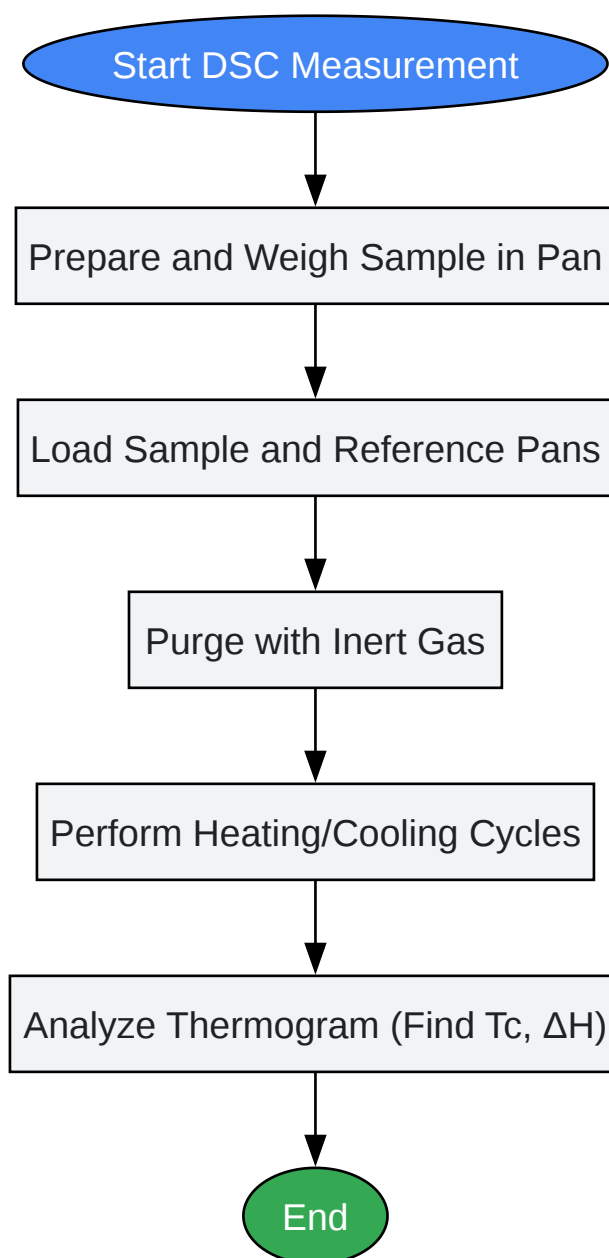 Start DSC Measurement
Prepare and Weigh Sample in Pan
Load Sample and Reference Pans
Purge with Inert Gas
Perform Heating/Cooling Cycles
Analyze Thermogram (Find Tc, ΔH)
End